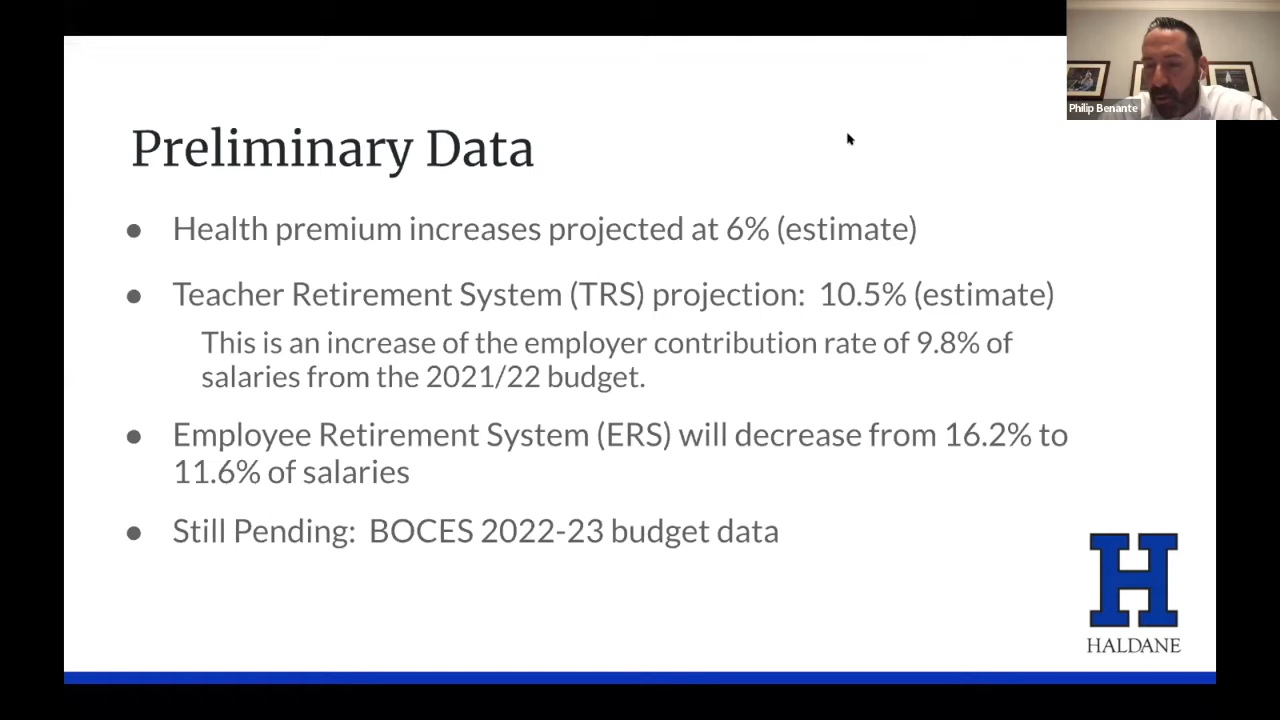 Philip Benante
Preliminary Data
● Health premium increases projected at 6% (estimate)
● Teacher Retirement System (TRS) projection: 10.5% (estimate)
This is an increase of the employer contribution rate of 9.8% of
salaries from the 2021/22 budget.
● Employee Retirement System (ERS) will decrease from 16.2% to
11.6% of salaries
● Still Pending: BOCES 2022-23 budget data
H
HALDANE